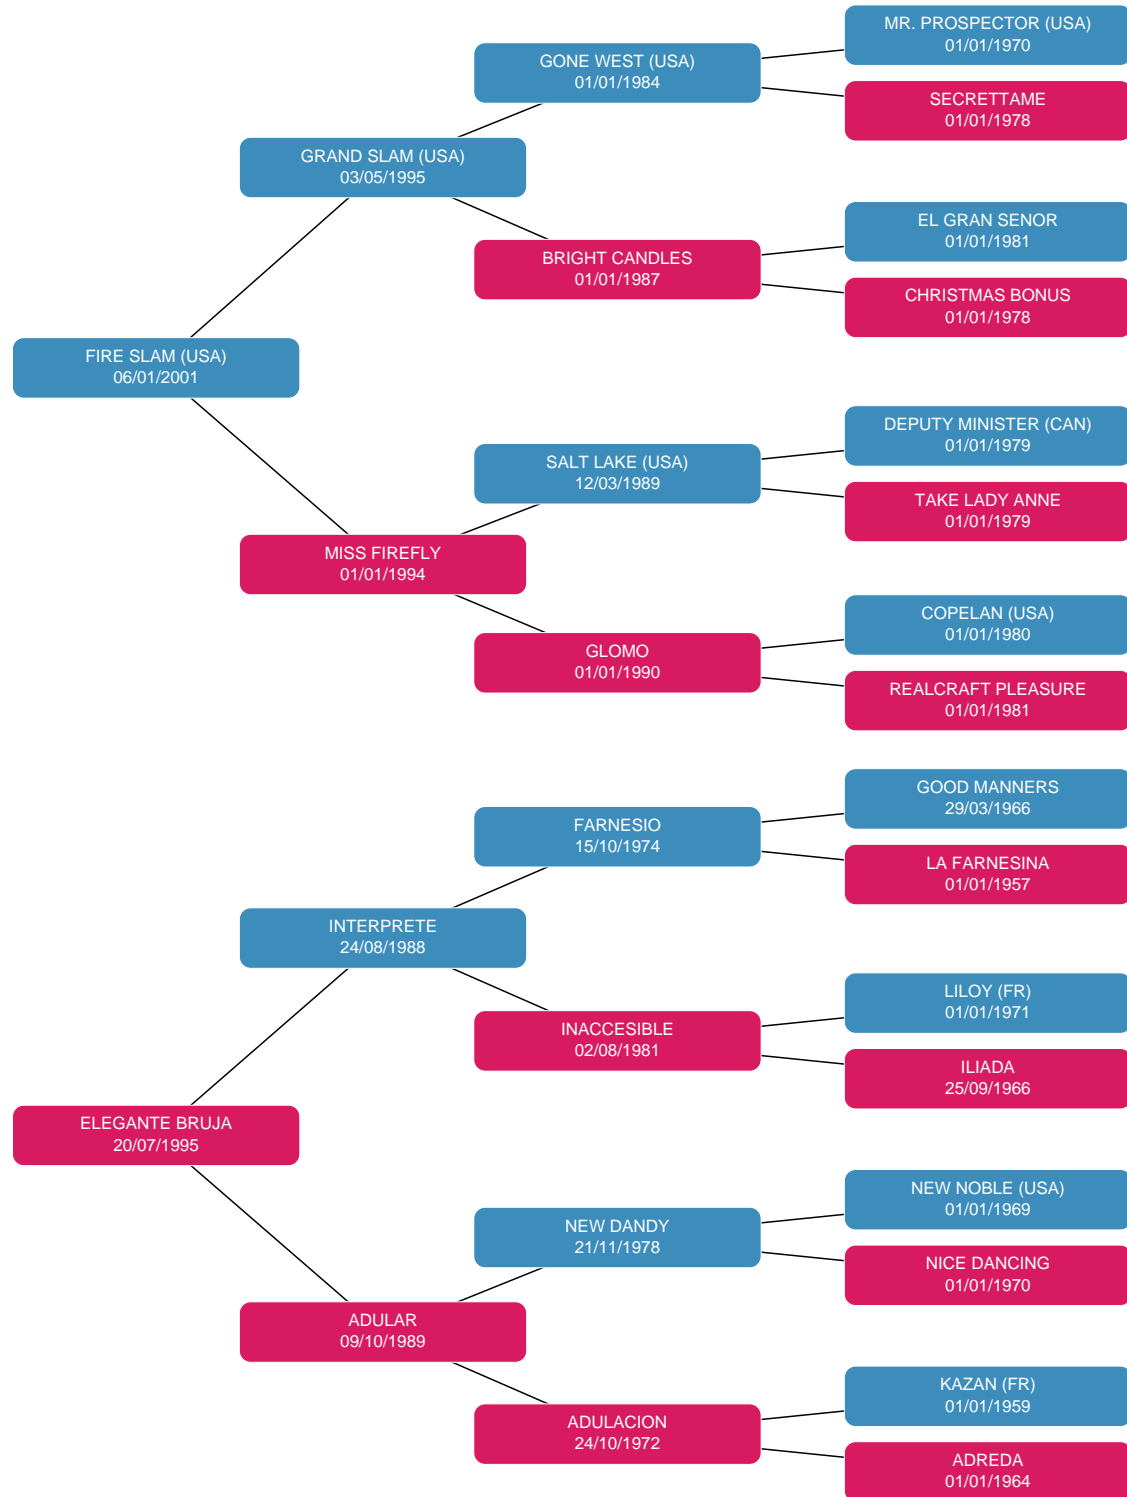 MR. PROSPECTOR (USA)
01/01/1970
GONE WEST (USA)
01/01/1984
SECRETTAME
01/01/1978
GRAND SLAM (USA)
03/05/1995
EL GRAN SENOR
01/01/1981
BRIGHT CANDLES
01/01/1987
CHRISTMAS BONUS
01/01/1978
FIRE SLAM (USA)
06/01/2001
DEPUTY MINISTER (CAN)
01/01/1979
SALT LAKE (USA)
12/03/1989
TAKE LADY ANNE
01/01/1979
MISS FIREFLY
01/01/1994
COPELAN (USA)
01/01/1980
GLOMO
01/01/1990
REALCRAFT PLEASURE
01/01/1981
GOOD MANNERS
29/03/1966
FARNESIO
15/10/1974
LA FARNESINA
01/01/1957
INTERPRETE
24/08/1988
LILOY (FR)
01/01/1971
INACCESIBLE
02/08/1981
ILIADA
25/09/1966
ELEGANTE BRUJA
20/07/1995
NEW NOBLE (USA)
01/01/1969
NEW DANDY
21/11/1978
NICE DANCING
01/01/1970
ADULAR
09/10/1989
KAZAN (FR)
01/01/1959
ADULACION
24/10/1972
ADREDA
01/01/1964